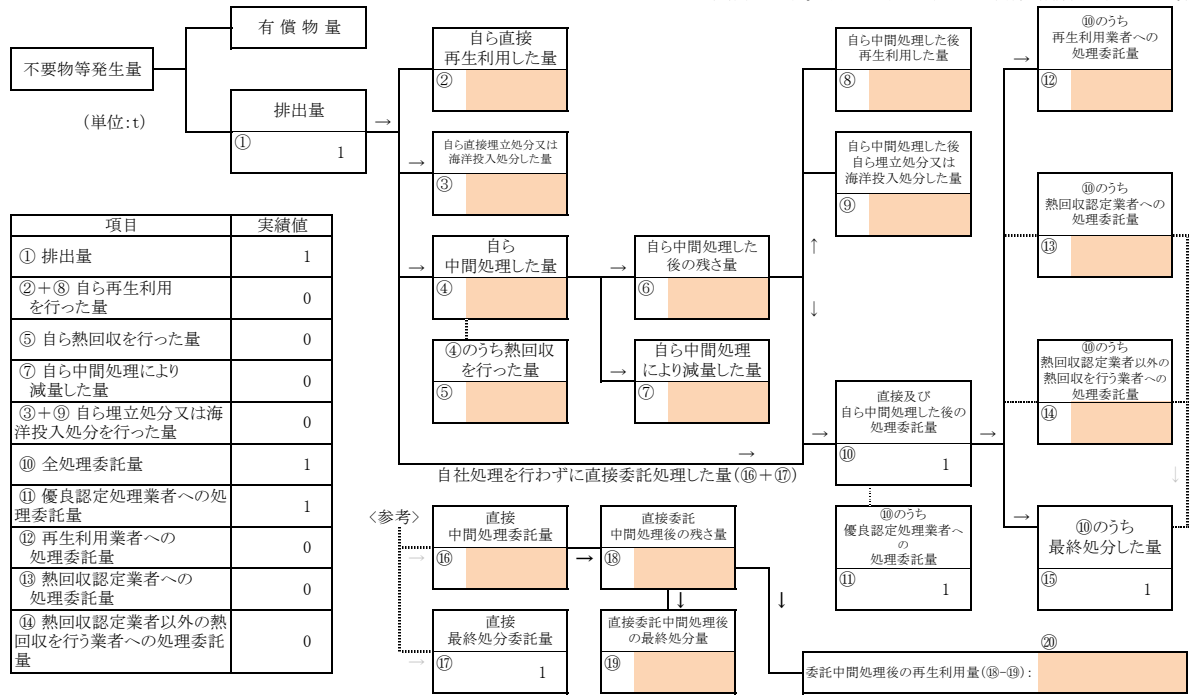 不要物等発生量
有 償 物 量
(単位:t)
排出量
①
1
→
自ら直接
再生利用した量
②
→
自ら直接埋立処分又は
海洋投入処分した量
③
→
自ら
中間処理した量
④
④のうち熱回収
を行った量
⑤
→
自ら中間処理した
後の残さ量
⑥
→
自ら中間処理
により減量した量
⑦
自ら中間処理した後
再生利用した量
⑧
自ら中間処理した後
自ら埋立処分又は
海洋投入処分した量
⑨
↑
↓
→
自社処理を行わずに直接委託処理した量(⑯+⑰)
→
直接及び
自ら中間処理した後の
処理委託量
⑩
1
⑩のうち
優良認定処理業者へ
の
処理委託量
⑪
1
→
→
⑩のうち
再生利用業者への
処理委託量
⑫
⑩のうち
熱回収認定業者への
処理委託量
⑬
⑩のうち
熱回収認定業者以外の
熱回収を行う業者への
処理委託量
⑭
↓
→
⑩のうち
最終処分した量
⑮
1
項目 実績値
① 排出量 1
②+⑧ 自ら再生利用
を行った量 0
⑤ 自ら熱回収を行った量 0
⑦ 自ら中間処理により
減量した量 0
③+⑨ 自ら埋立処分又は海
洋投入処分を行った量 0
⑩ 全処理委託量 1
⑪ 優良認定処理業者への処
理委託量 1
⑫ 再生利用業者への
処理委託量 0
⑬ 熱回収認定業者への
処理委託量 0
⑭ 熱回収認定業者以外の熱
回収を行う業者への処理委託
量 0
〈参考〉
→
直接
中間処理委託量
⑯
→
直接委託
中間処理後の残さ量
⑱
↓
↓
→
直接
最終処分委託量
⑰
1
直接委託中間処理後
の最終処分量
⑲
⑳
委託中間処理後の再生利用量(⑱-⑲):